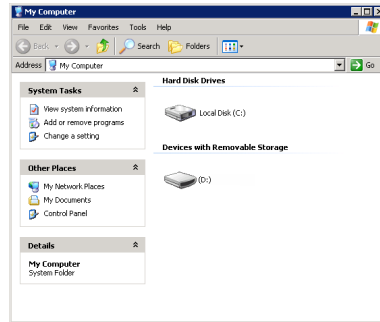 My Computer
File Edit View Favorites Tools Help
Back Search Folders
Address My Computer Go
System Tasks
View system information
Add or remove programs
Change a setting
Other Places
My Network Places
My Documents
Control Panel
Details
My Computer
System Folder
Hard Disk Drives
Local Disk (C:)
Devices with Removable Storage
(D:)